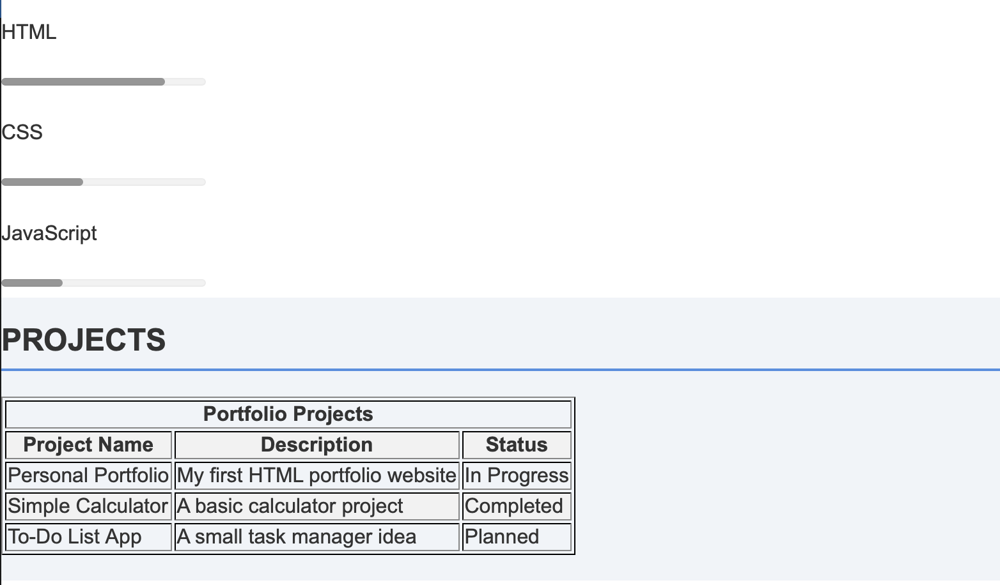 HTML
CSS
JavaScript
PROJECTS
Portfolio Projects
Project Name Description Status
Personal Portfolio My first HTML portfolio website In Progress
Simple Calculator A basic calculator project Completed
To-Do List App A small task manager idea Planned